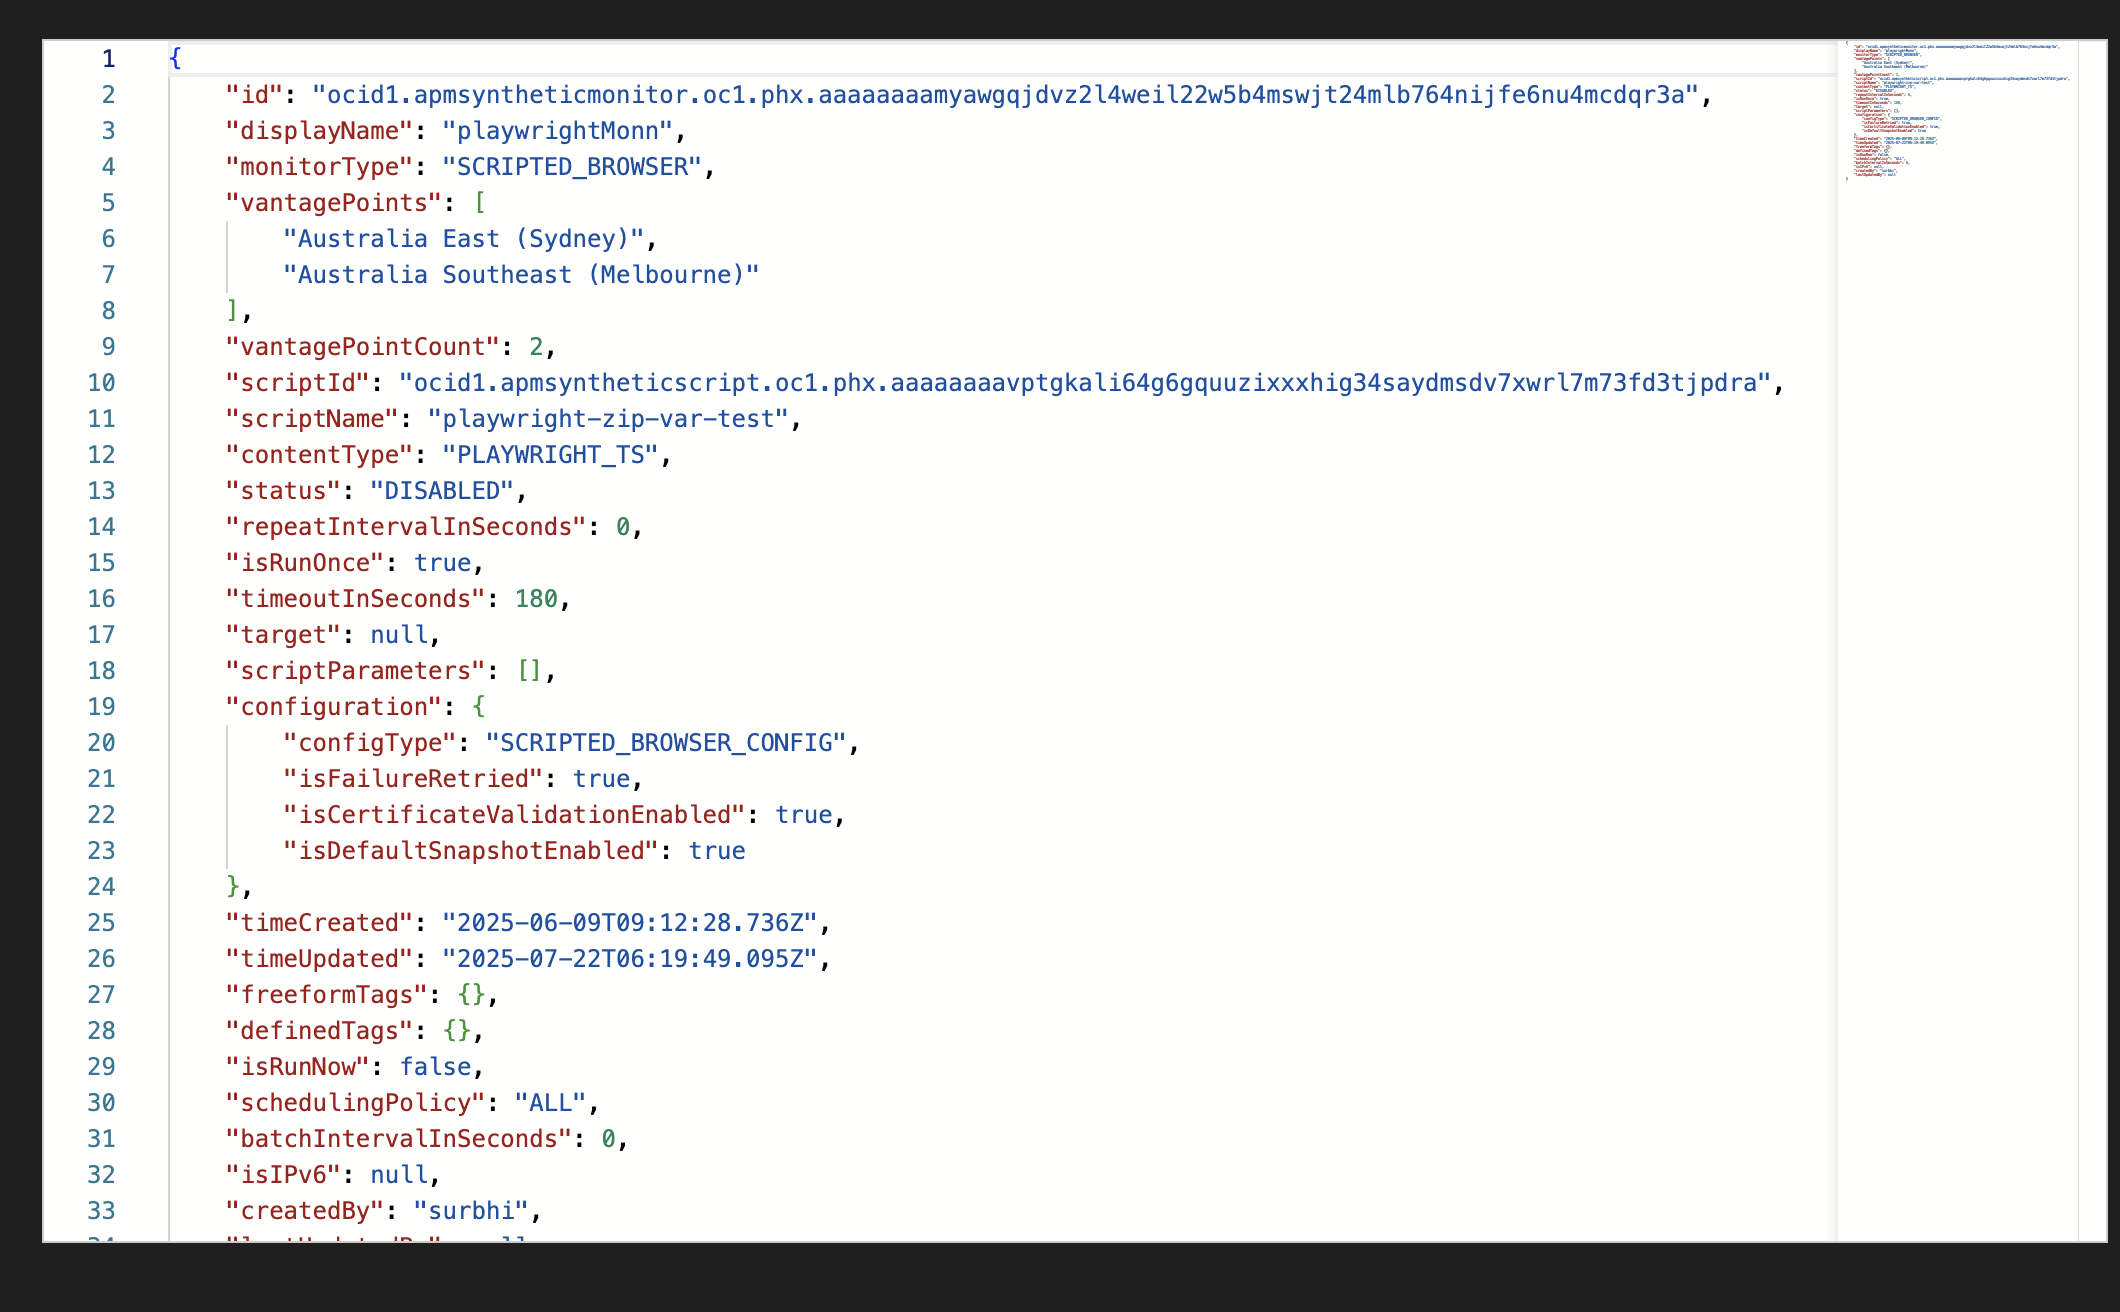 1 {
2 "id": "ocid1.apmsyntheticmonitor.oc1.phx.aaaaaaaamyawgqjdvz2l4weil22w5b4mswjt24mlb764nijfe6nu4mcdqr3a",
3 "displayName": "playwrightMonn",
4 "monitorType": "SCRIPTED_BROWSER",
5 "vantagePoints": [
6 "Australia East (Sydney)",
7 "Australia Southeast (Melbourne)"
8 ],
9 "vantagePointCount": 2,
10 "scriptId": "ocid1.apmsyntheticscript.oc1.phx.aaaaaaaavptgkali64g6gquuzixxxhig34saydmsdv7xwrl7m73fd3tjpdra",
11 "scriptName": "playwright-zip-var-test",
12 "contentType": "PLAYWRIGHT_TS",
13 "status": "DISABLED",
14 "repeatIntervalInSeconds": 0,
15 "isRunOnce": true,
16 "timeoutInSeconds": 180,
17 "target": null,
18 "scriptParameters": [],
19 "configuration": {
20 "configType": "SCRIPTED_BROWSER_CONFIG",
21 "isFailureRetried": true,
22 "isCertificateValidationEnabled": true,
23 "isDefaultSnapshotEnabled": true
24 },
25 "timeCreated": "2025-06-09T09:12:28.736Z",
26 "timeUpdated": "2025-07-22T06:19:49.095Z",
27 "freeformTags": {},
28 "definedTags": {},
29 "isRunNow": false,
30 "schedulingPolicy": "ALL",
31 "batchIntervalInSeconds": 0,
32 "isIPv6": null,
33 "createdBy": "surbhi",